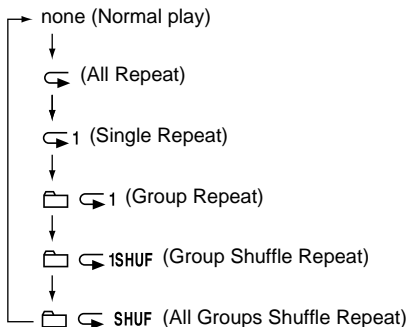 none (Normal play)
(All Repeat)
1 (Single Repeat)
1 (Group Repeat)
1SHUF (Group Shuffle Repeat)
SHUF (All Groups Shuffle Repeat)